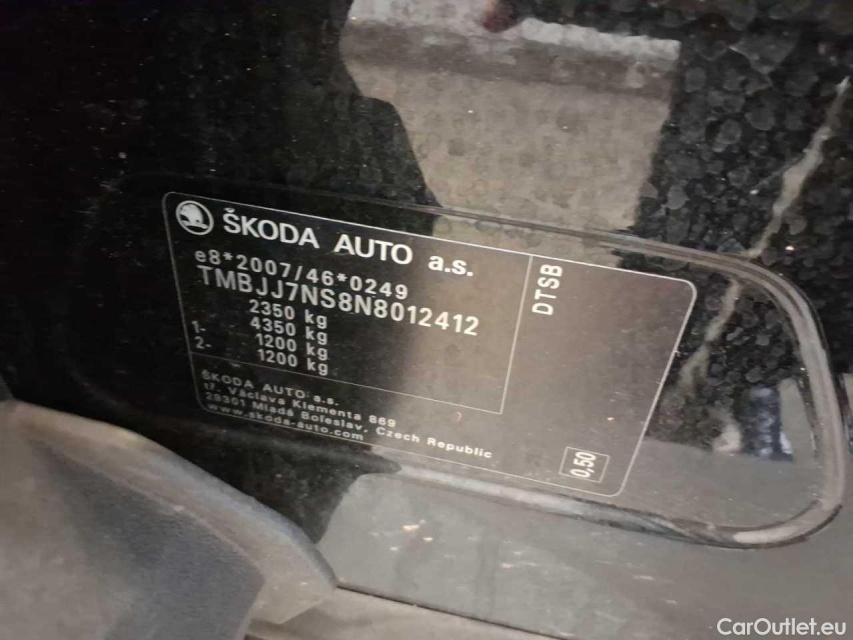 ŠKODA AUTO a.s.
e8*2007/46*0249
TMBJJ7NS8N8012412
2350 kg
4350 kg
1- 1200 kg
2- 1200 kg
ŠKODA AUTO a.s.
tř. Václava Klementa 869
29301 Mladá Boleslav, Czech Republic
www.skoda-auto.com
DTSB
0,50
CarOutlet.eu